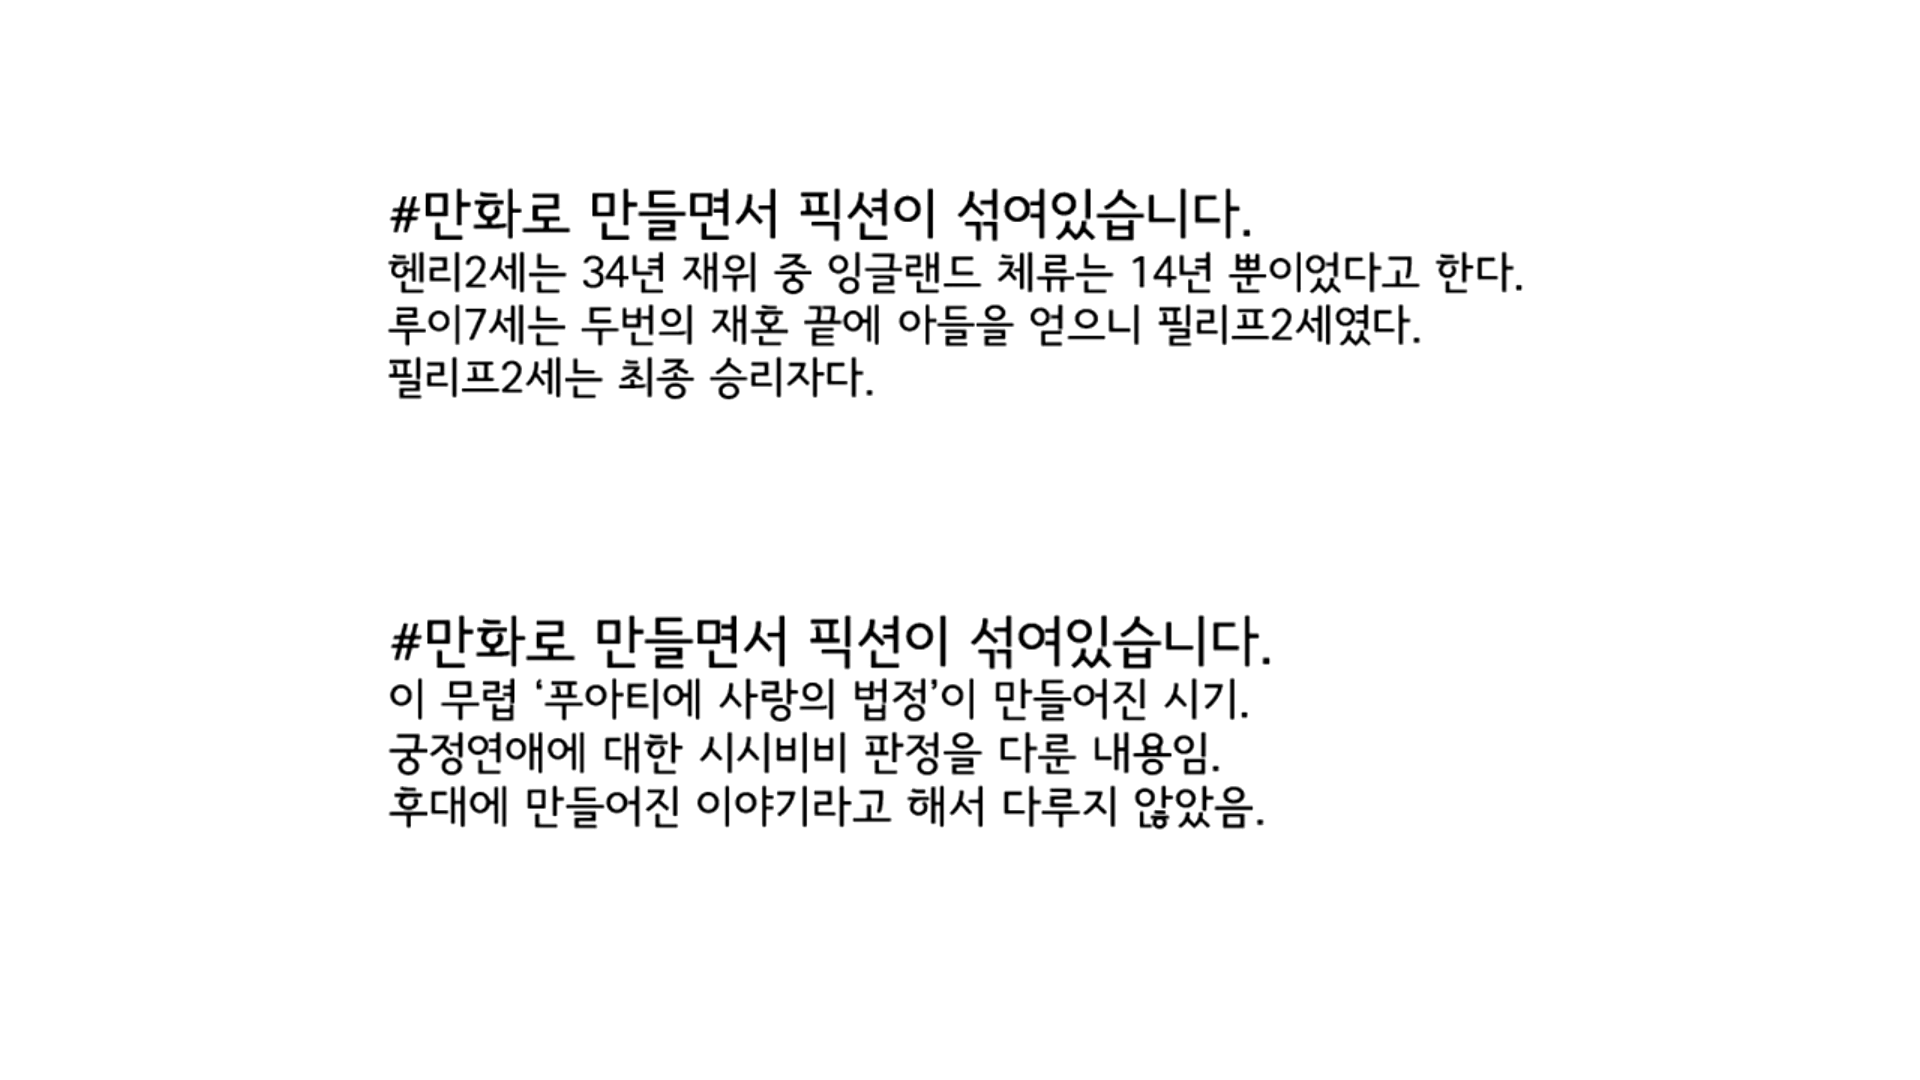 #만화로 만들면서 픽션이 섞여있습니다.
헨리2세는 34년 재위 중 잉글랜드 체류는 14년 뿐이었다고 한다.
루이7세는 두번의 재혼 끝에 아들을 얻으니 필리프2세였다.
필리프2세는 최종 승리자다.
#만화로 만들면서 픽션이 섞여있습니다.
이 무렵 ‘푸아티에 사랑의 법정’이 만들어진 시기.
궁정연애에 대한 시시비비 판정을 다룬 내용임.
후대에 만들어진 이야기라고 해서 다루지 않았음.